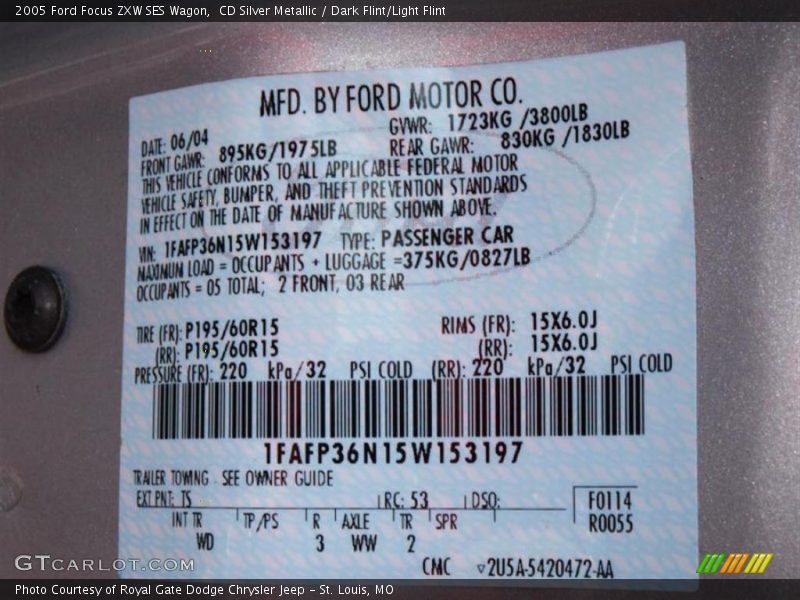 2005 Ford Focus ZXW SES Wagon,  CD Silver Metallic / Dark Flint/Light Flint
MFD. BY FORD MOTOR CO.
DATE: 06/04 GVWR: 1723KG /3800LB
FRONT GAWR: 895KG/1975LB REAR GAWR: 830KG /1830LB
THIS VEHICLE CONFORMS TO ALL APPLICABLE FEDERAL MOTOR
VEHICLE SAFETY, BUMPER, AND THEFT PREVENTION STANDARDS
IN EFFECT ON THE DATE OF MANUFACTURE SHOWN ABOVE.
VIN: 1FAFP36N15W153197 TYPE: PASSENGER CAR
MAXIMUM LOAD = OCCUPANTS + LUGGAGE =375KG/0827LB
OCCUPANTS = 05 TOTAL; 2 FRONT, 03 REAR
TIRE (FR): P195/60R15 RIMS (FR): 15X6.0J
(RR): P195/60R15 (RR): 15X6.0J
PRESSURE (FR): 220 kPa/32 PSI COLD (RR): 220 kPa/32 PSI COLD
1FAFP36N15W153197
TRAILER TOWING - SEE OWNER GUIDE
EXT PNT: TS RC: 53 DSO: F0114
INT TR TP/PS R AXLE TR SPR R0055
WD 3 WW 2
CMC ▽2U5A-5420472-AA
GTCARLOT.COM
Photo Courtesy of Royal Gate Dodge Chrysler Jeep – St. Louis, MO